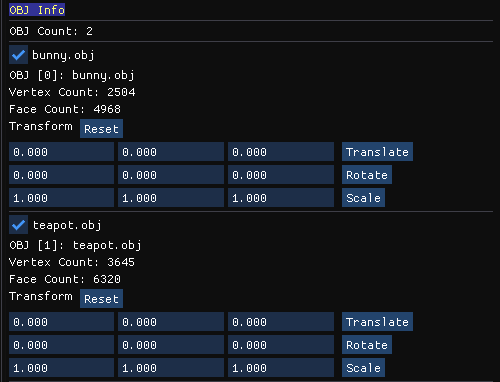 OBJ Info
OBJ Count: 2
bunny.obj
OBJ [0]: bunny.obj
Vertex Count: 2504
Face Count: 4968
Transform Reset
0.000 0.000 0.000 Translate
0.000 0.000 0.000 Rotate
1.000 1.000 1.000 Scale
teapot.obj
OBJ [1]: teapot.obj
Vertex Count: 3645
Face Count: 6320
Transform Reset
0.000 0.000 0.000 Translate
0.000 0.000 0.000 Rotate
1.000 1.000 1.000 Scale